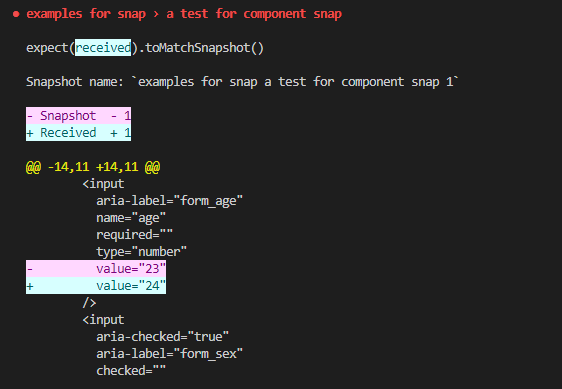 ● examples for snap › a test for component snap
expect(received).toMatchSnapshot()
Snapshot name: `examples for snap a test for component snap 1`
- Snapshot  - 1
+ Received  + 1
@@ -14,11 +14,11 @@
        <input
          aria-label="form_age"
          name="age"
          required=""
          type="number"
-         value="23"
+         value="24"
        />
        <input
          aria-checked="true"
          aria-label="form_sex"
          checked=""